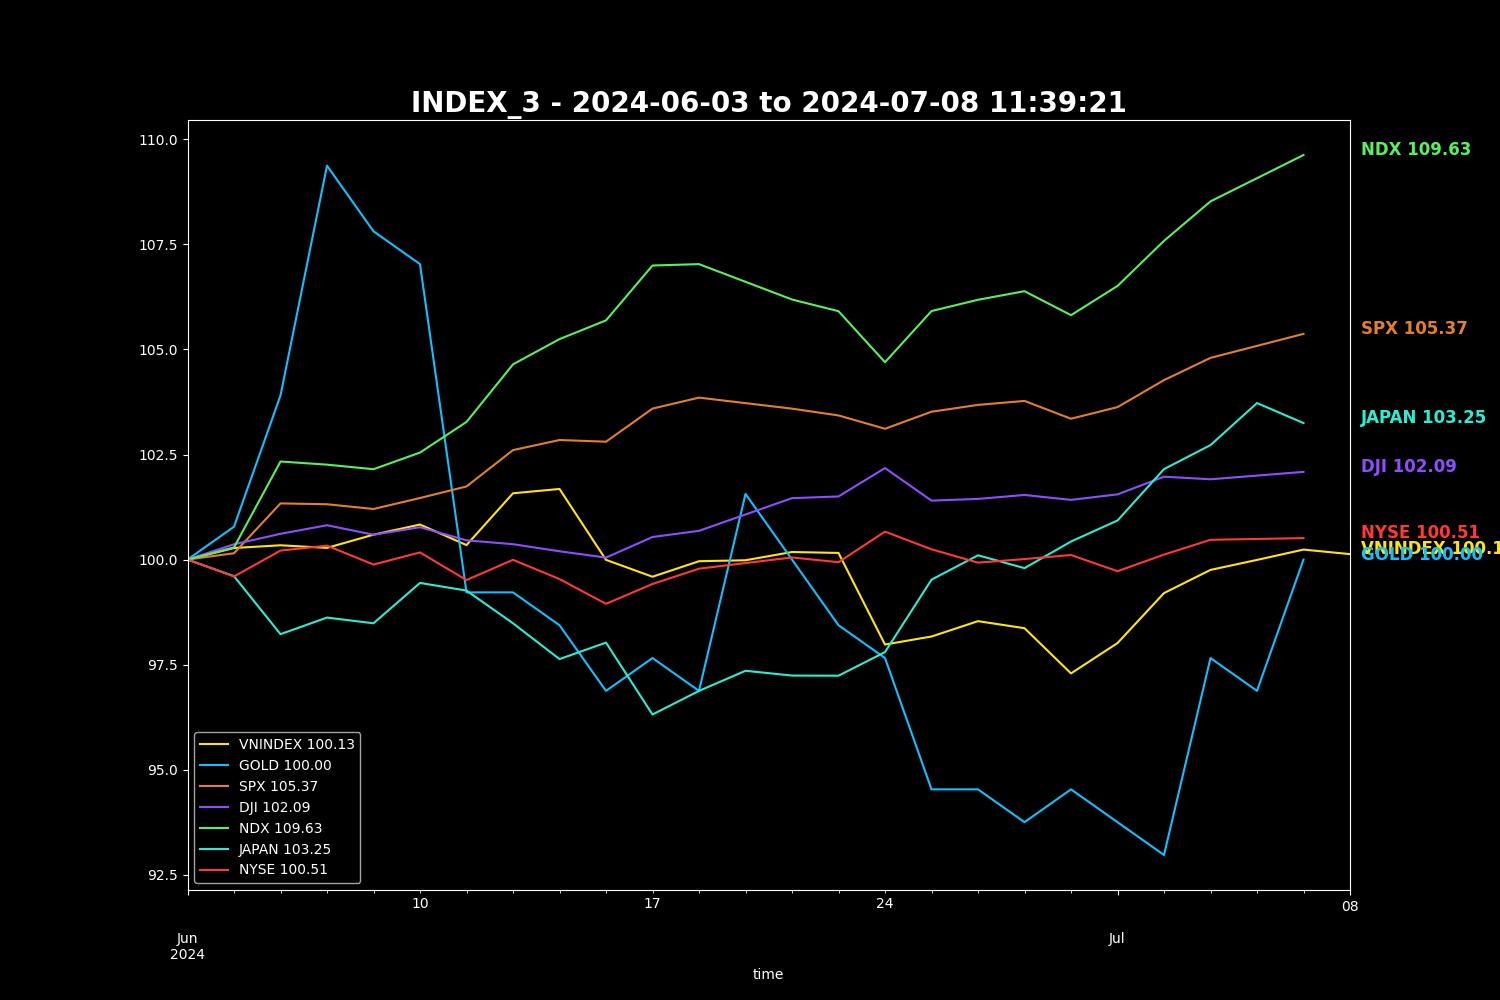 INDEX_3 - 2024-06-03 to 2024-07-08 11:39:21
110.0
107.5
105.0
102.5
100.0
97.5
95.0
92.5
NDX 109.63
SPX 105.37
JAPAN 103.25
DJI 102.09
NYSE 100.51
VNINDEX 100.1
GOLD 100.00
VNINDEX 100.13
GOLD 100.00
SPX 105.37
DJI 102.09
NDX 109.63
JAPAN 103.25
NYSE 100.51
10
17
24
08
Jun
2024
Jul
time